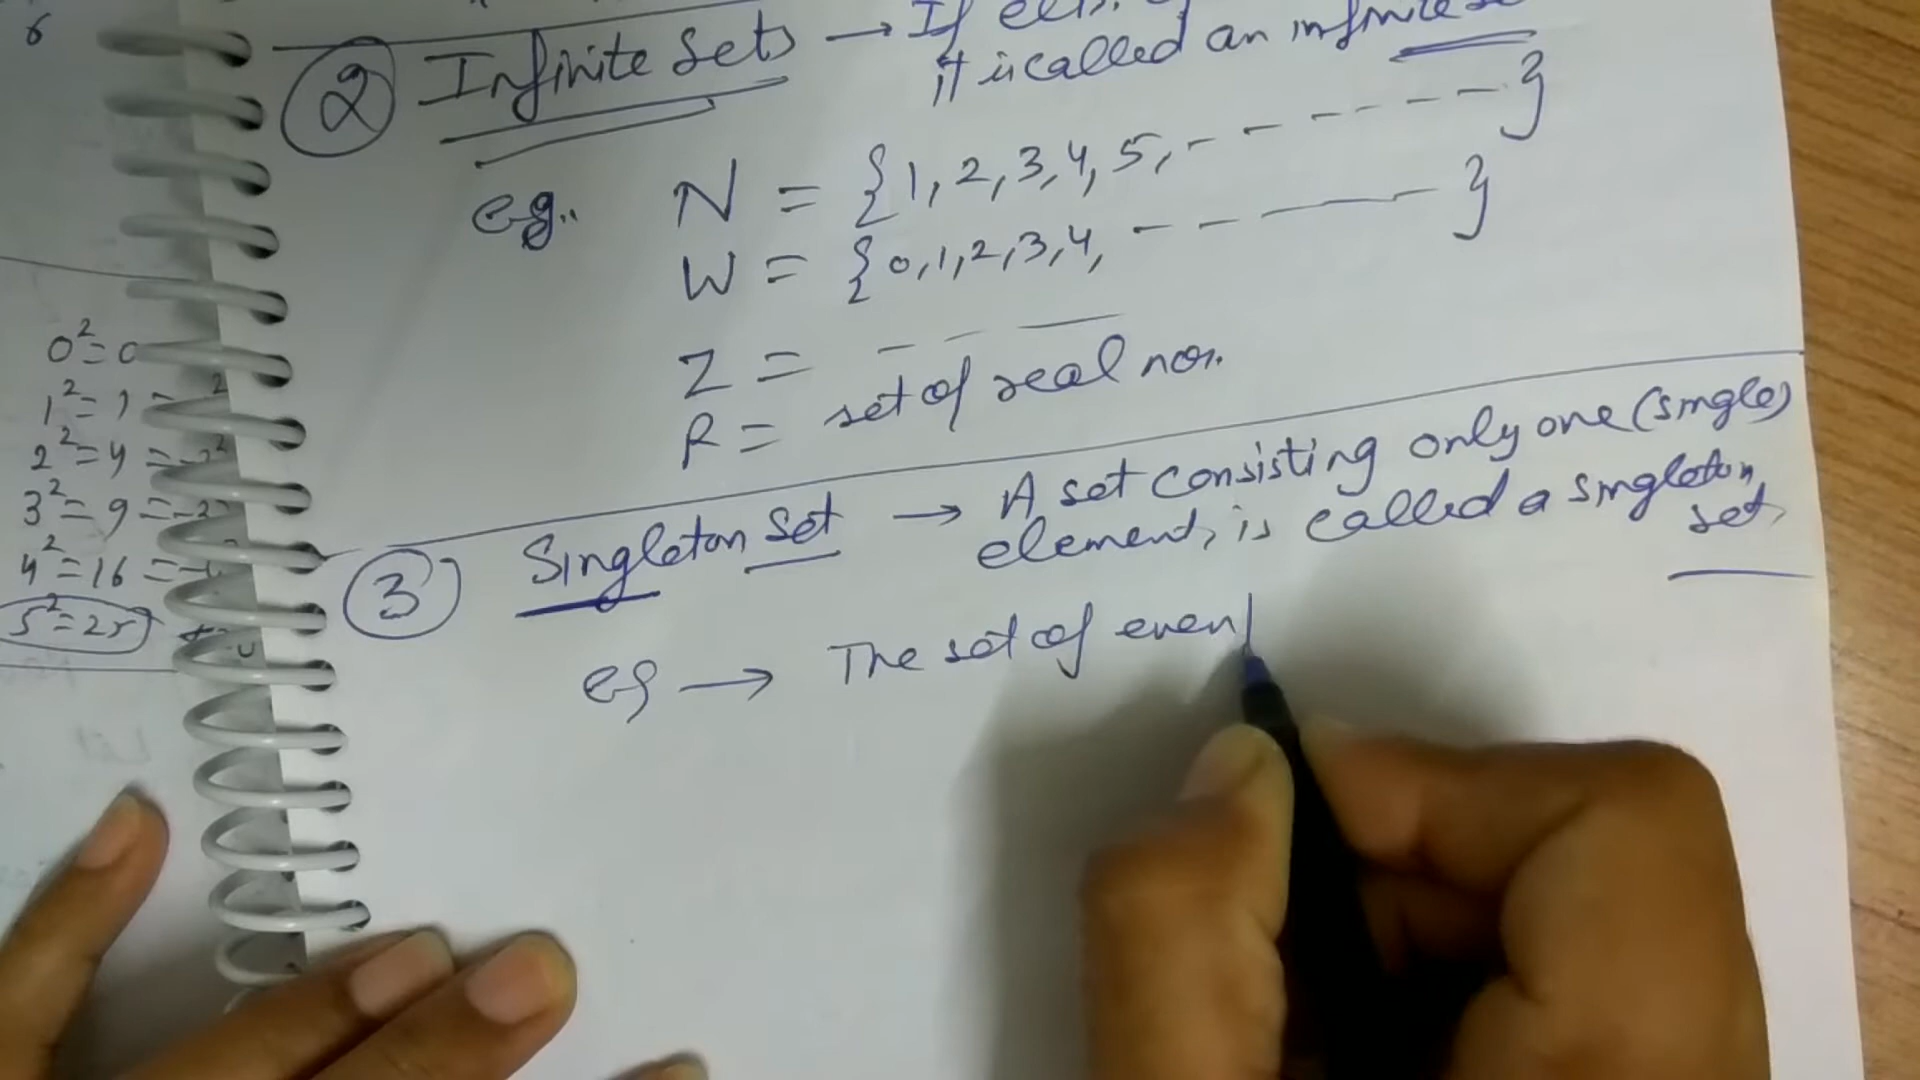 6
② Infinite Sets → If
it is called an infinite
eg.. N = {1, 2, 3, 4, 5, - - - - - - -}
W = {0, 1, 2, 3, 4, - - - - -}
Z = - - -
R = set of real nos.
③ Singleton Set → A set consisting only one (single)
element, is called a singleton
set,
eg → The set of even
0²=0
1²=1 =
2²=4 =
3²=9 =
4²=16 =
5²=25